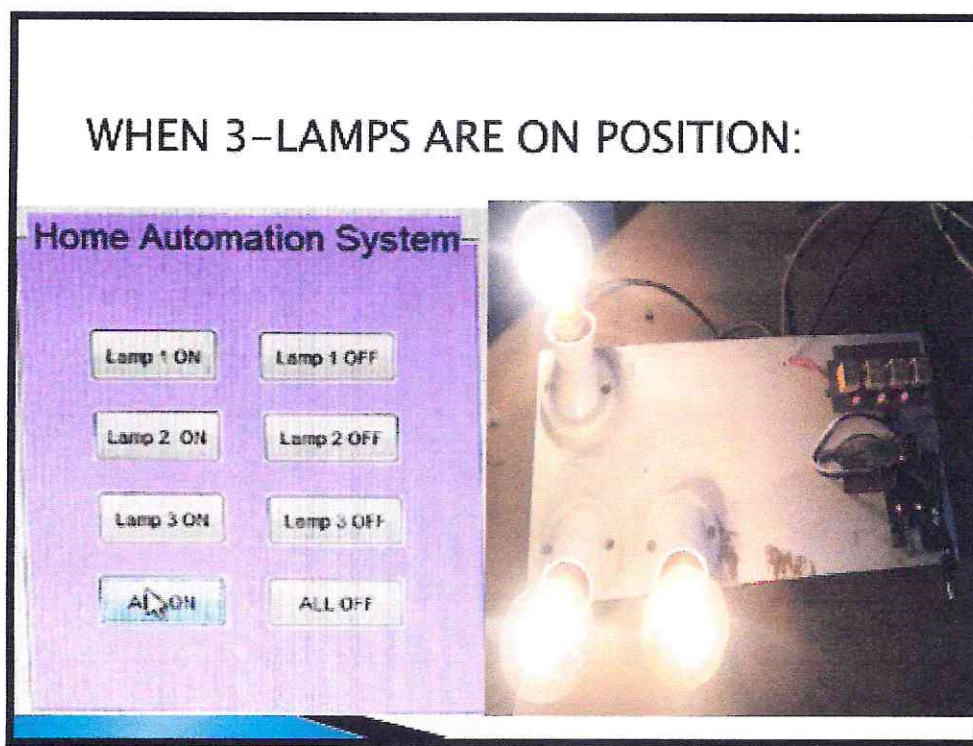 WHEN 3-LAMPS ARE ON POSITION:
Home Automation System
Lamp 1 ON Lamp 1 OFF
Lamp 2 ON Lamp 2 OFF
Lamp 3 ON Lamp 3 OFF
ON ALL OFF